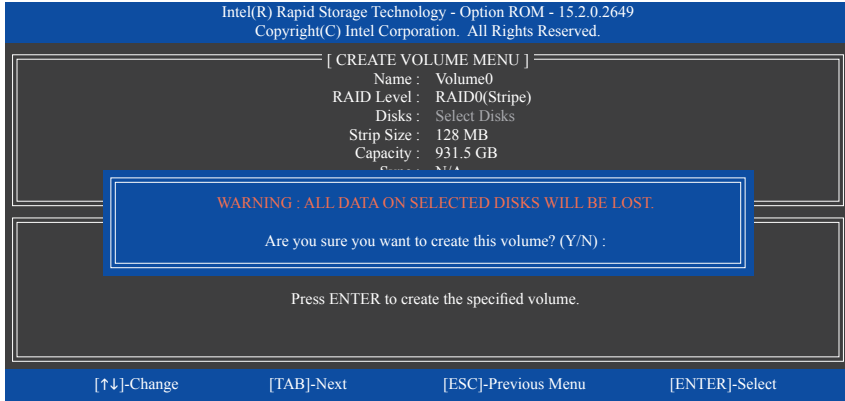 Intel(R) Rapid Storage Technology - Option ROM - 15.2.0.2649
Copyright(C) Intel Corporation. All Rights Reserved.
[ CREATE VOLUME MENU ]
Name : Volume0
RAID Level : RAID0(Stripe)
Disks : Select Disks
Strip Size : 128 MB
Capacity : 931.5 GB
WARNING : ALL DATA ON SELECTED DISKS WILL BE LOST.
Are you sure you want to create this volume? (Y/N) :
Press ENTER to create the specified volume.
[↑↓]-Change [TAB]-Next [ESC]-Previous Menu [ENTER]-Select